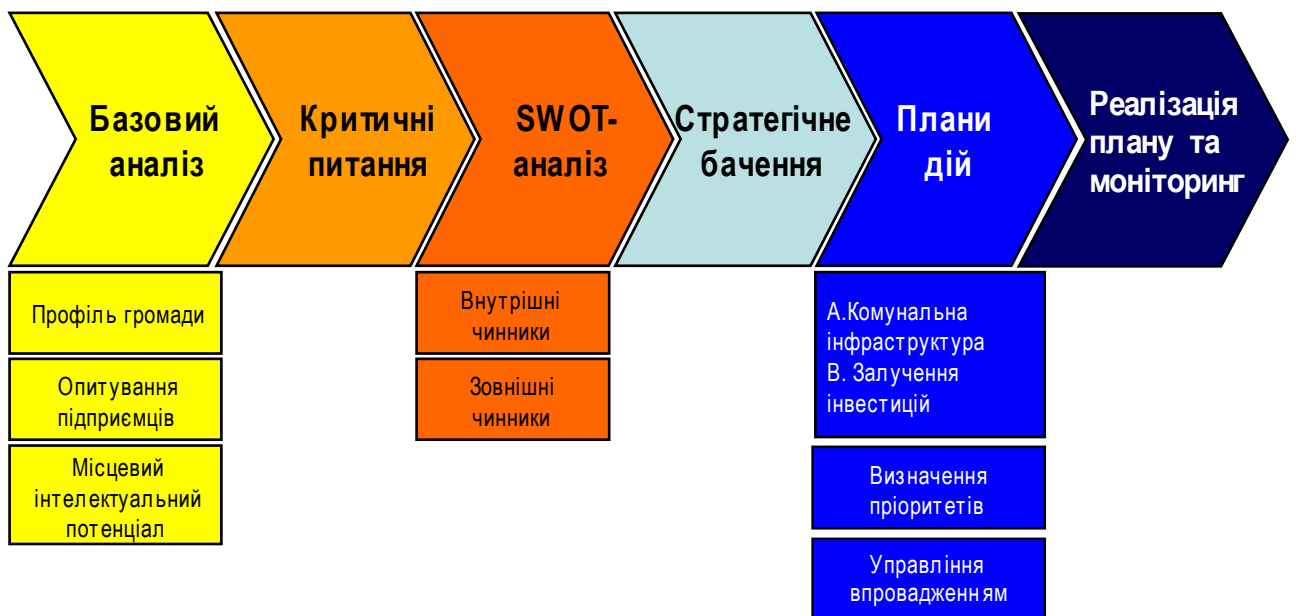 Базовий
аналіз
Критичні
питання
SWOT-
аналіз
Стратегічне
бачення
Плани
дій
Реалізація
плану та
моніторинг
Профіль громади
Опитування
підприємців
Місцевий
інтелектуальний
потенціал
Внутрішні
чинники
Зовнішні
чинники
А.Комунальна
інфраструктура
В. Залучення
інвестицій
Визначення
пріоритетів
Управління
впровадженням